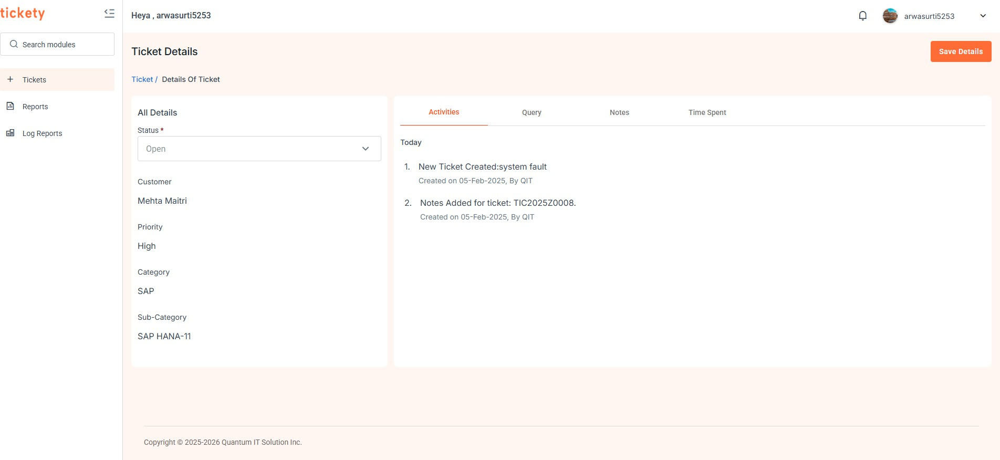 tickety
Heya , arwasurti5253
arwasurti5253
Search modules
Tickets
Reports
Log Reports
Ticket Details
Save Details
Ticket / Details Of Ticket
All Details
Status *
Open
Customer
Mehta Maitri
Priority
High
Category
SAP
Sub-Category
SAP HANA-11
Activities
Query
Notes
Time Spent
Today
1. New Ticket Created:system fault
Created on 05-Feb-2025, By QIT
2. Notes Added for ticket: TIC2025Z0008.
Created on 05-Feb-2025, By QIT
Copyright © 2025-2026 Quantum IT Solution Inc.